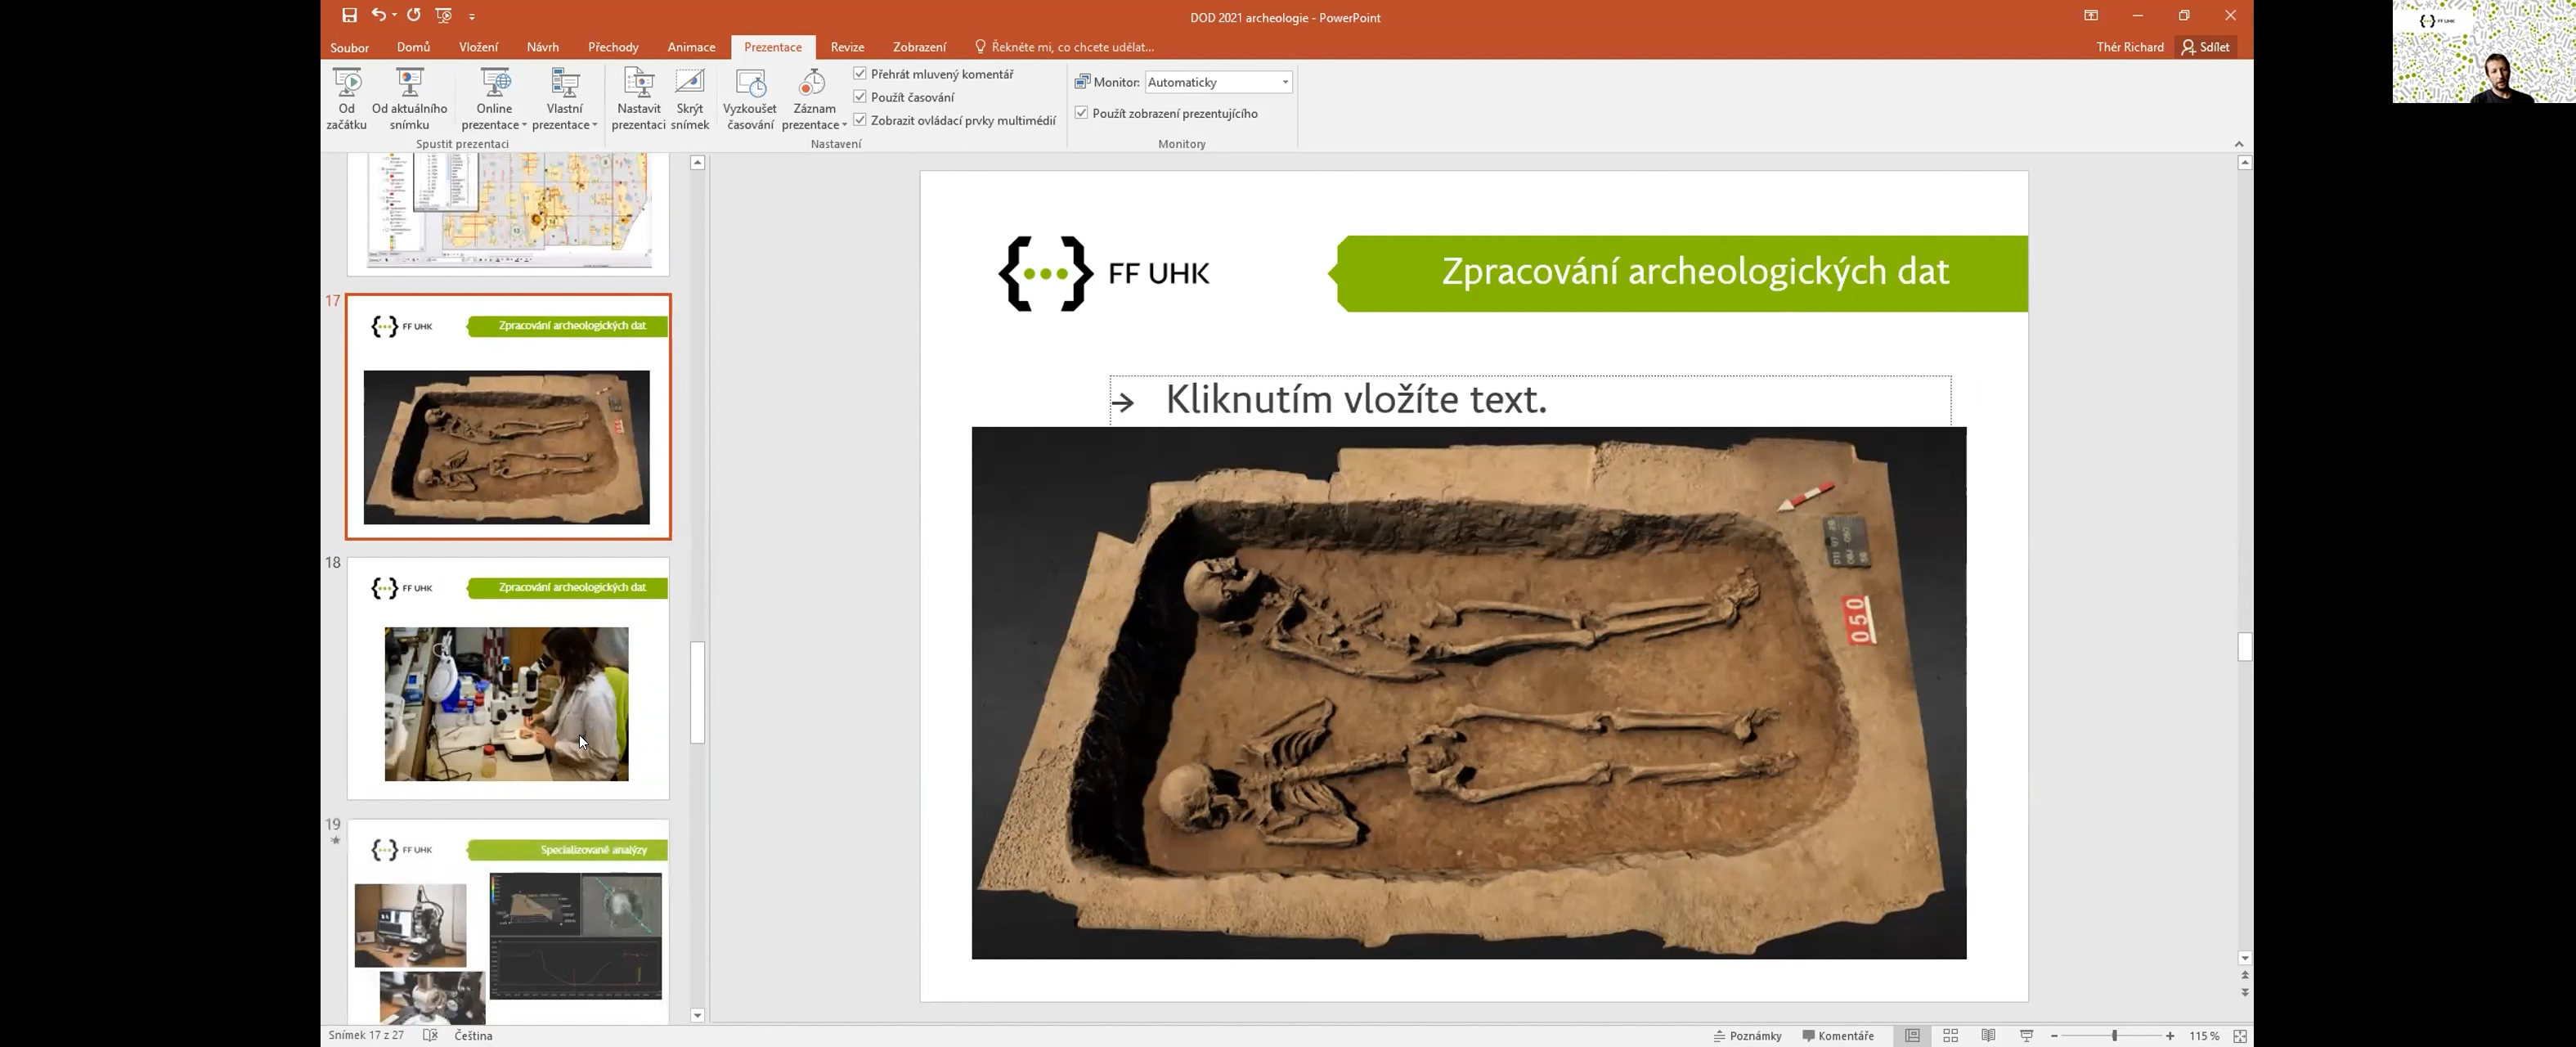 DOD 2021 archeologie - PowerPoint
Soubor Domů Vložení Návrh Přechody Animace Prezentace Revize Zobrazení Řekněte mi, co chcete udělat... Thér Richard Sdílet
Od začátku
Od aktuálního snímku
Online prezentace
Vlastní prezentace
Nastavit prezentaci
Skrýt snímek
Vyzkoušet časování
Záznam prezentace
Přehrát mluvený komentář
Použít časování
Zobrazit ovládací prvky multimédií
Monitor: Automaticky
Použít zobrazení prezentujícího
Spustit prezentaci Nastavení Monitory
17
FF UHK Zpracování archeologických dat
18
FF UHK Zpracování archeologických dat
19
FF UHK Specializované analýzy
FF UHK Zpracování archeologických dat
→ Kliknutím vložíte text.
050
Snímek 17 z 27 Čeština Poznámky Komentáře 115 %
FF UHK